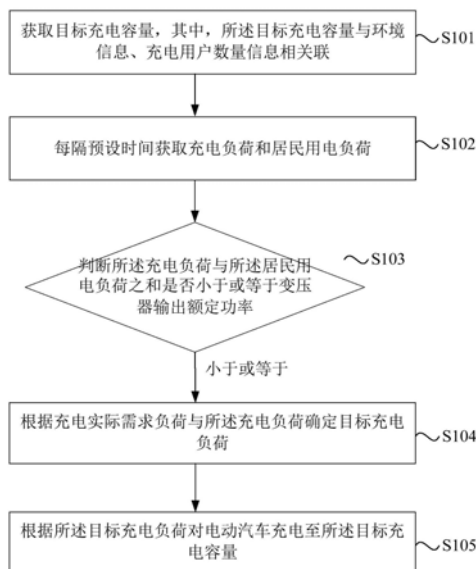 获取目标充电容量，其中，所述目标充电容量与环境
信息、充电用户数量信息相关联
S101
每隔预设时间获取充电负荷和居民用电负荷
S102
判断所述充电负荷与所述居民用
电负荷之和是否小于或等于变压
器输出额定功率
S103
小于或等于
根据充电实际需求负荷与所述充电负荷确定目标充电
负荷
S104
根据所述目标充电负荷对电动汽车充电至所述目标充
电容量
S105